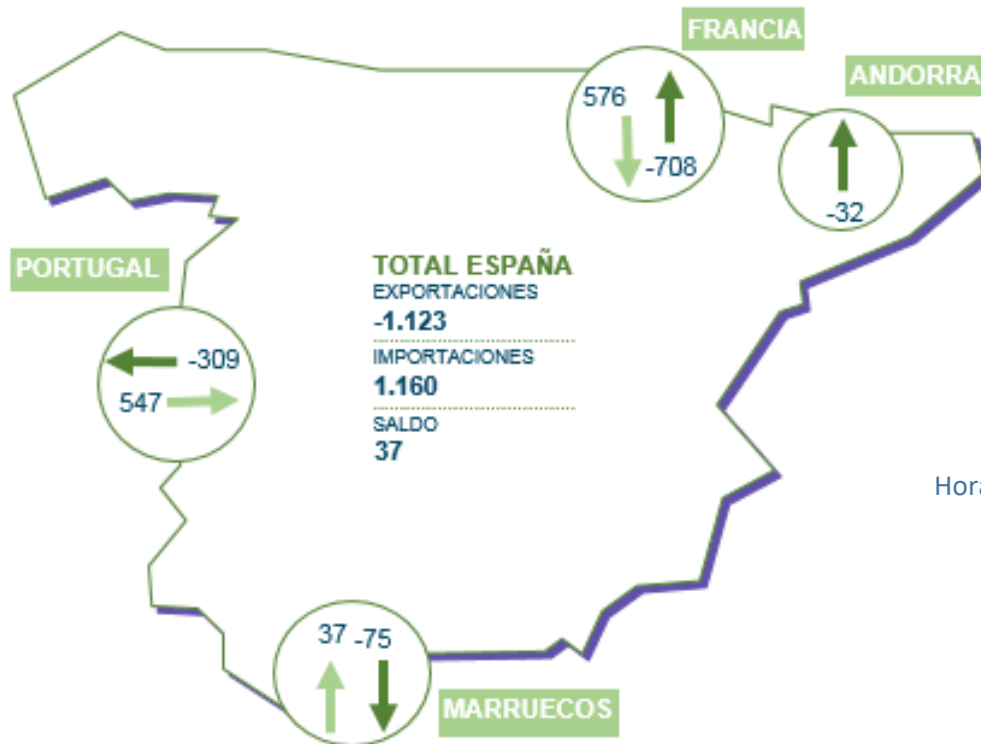 FRANCIA
576
-708
ANDORRA
-32
PORTUGAL
-309
547
TOTAL ESPAÑA
EXPORTACIONES
-1.123
IMPORTACIONES
1.160
SALDO
37
Hora
37 -75
MARRUECOS